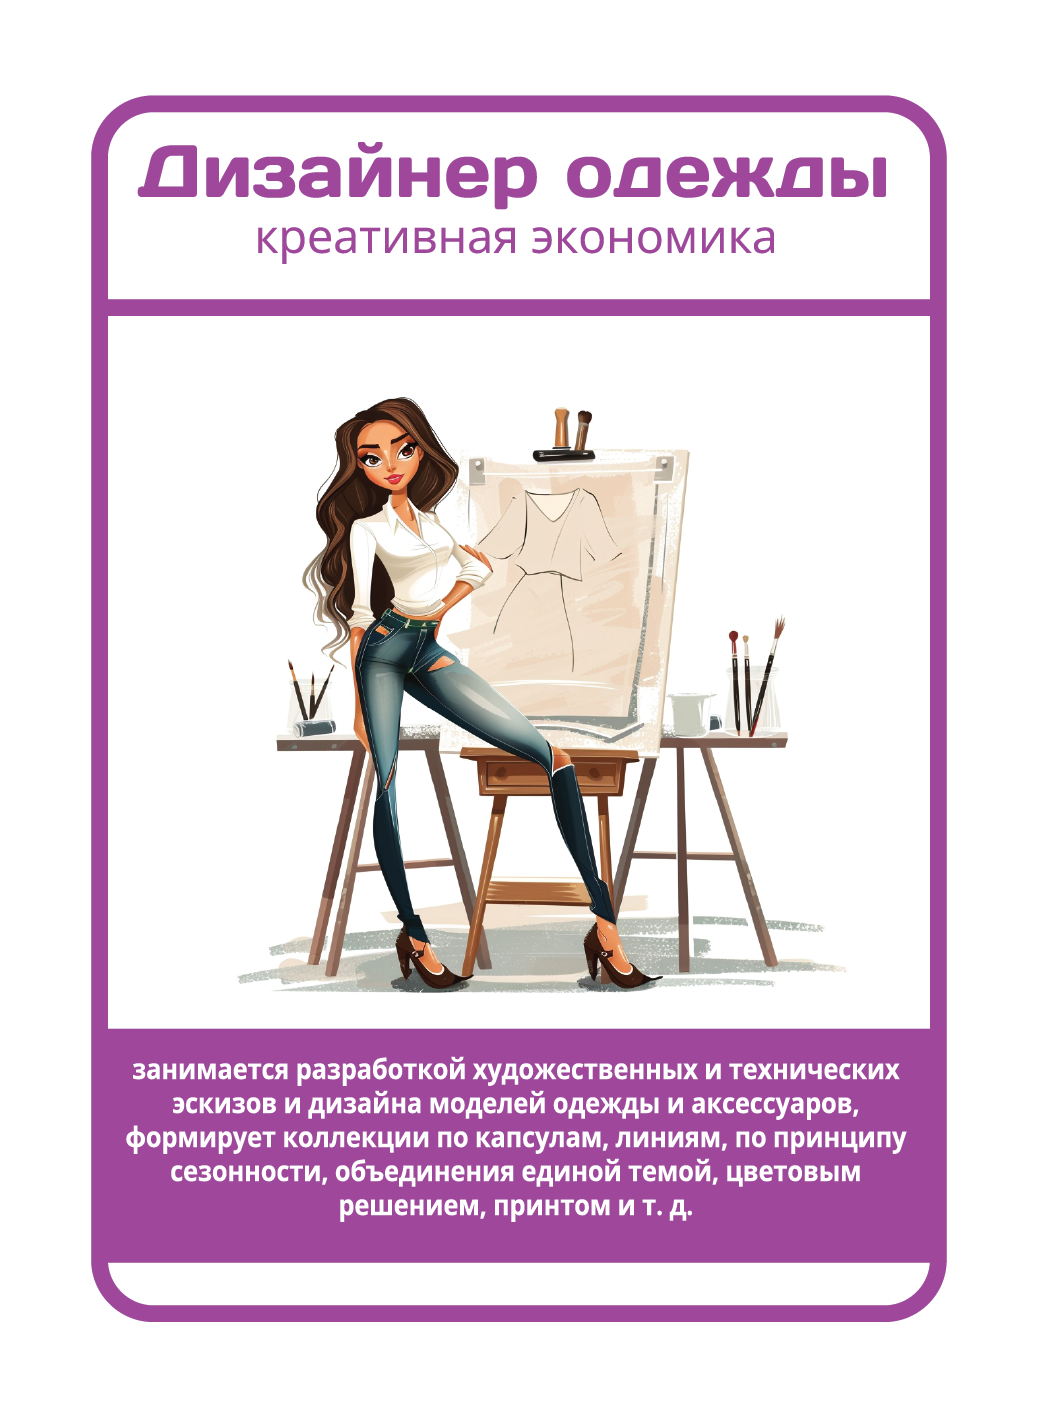 Дизайнер одежды
креативная экономика
занимается разработкой художественных и технических
эскизов и дизайна моделей одежды и аксессуаров,
формирует коллекции по капсулам, линиям, по принципу
сезонности, объединения единой темой, цветовым
решением, принтом и т. д.